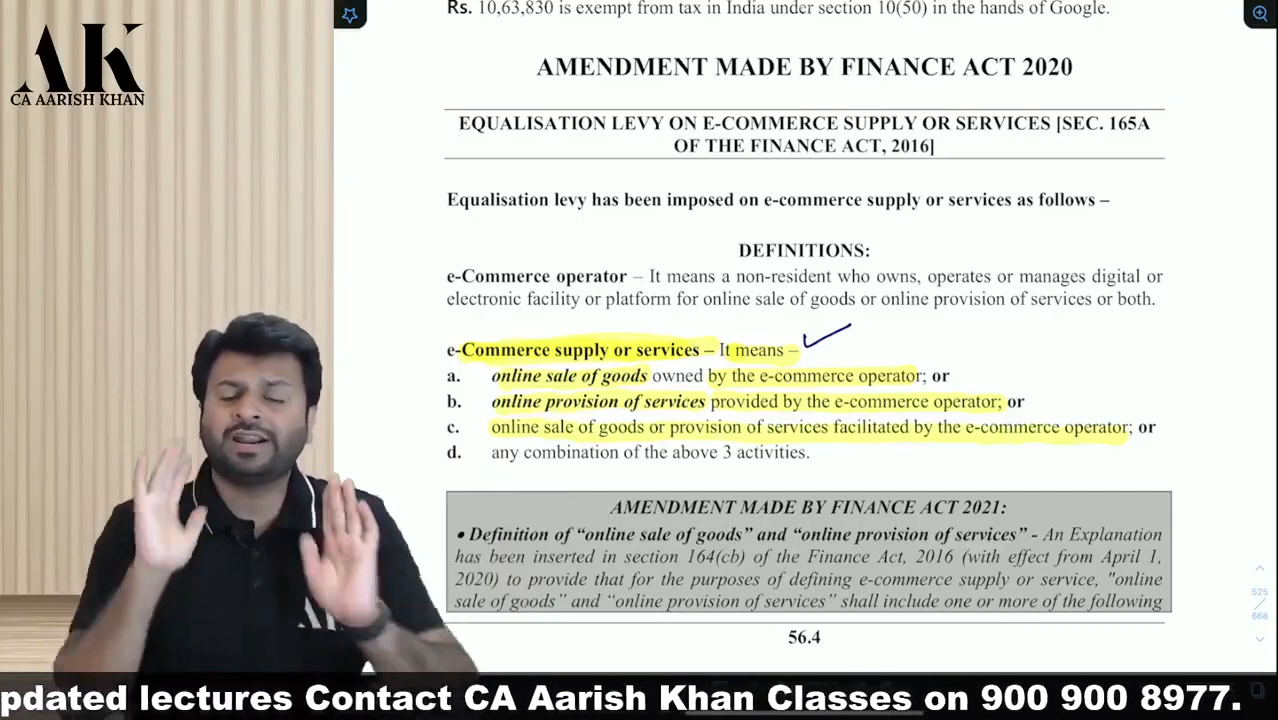 AK
CA AARISH KHAN
Rs. 10,63,830 is exempt from tax in India under section 10(50) in the hands of Google.
AMENDMENT MADE BY FINANCE ACT 2020
EQUALISATION LEVY ON E-COMMERCE SUPPLY OR SERVICES [SEC. 165A
OF THE FINANCE ACT, 2016]
Equalisation levy has been imposed on e-commerce supply or services as follows –
DEFINITIONS:
e-Commerce operator – It means a non-resident who owns, operates or manages digital or
electronic facility or platform for online sale of goods or online provision of services or both.
e-Commerce supply or services – It means –
a. online sale of goods owned by the e-commerce operator; or
b. online provision of services provided by the e-commerce operator; or
c. online sale of goods or provision of services facilitated by the e-commerce operator; or
d. any combination of the above 3 activities.
AMENDMENT MADE BY FINANCE ACT 2021:
• Definition of “online sale of goods” and “online provision of services” - An Explanation
has been inserted in section 164(cb) of the Finance Act, 2016 (with effect from April 1,
2020) to provide that for the purposes of defining e-commerce supply or service, "online
sale of goods” and “online provision of services” shall include one or more of the following
56.4
525
/
668
pdated lectures Contact CA Aarish Khan Classes on 900 900 8977.